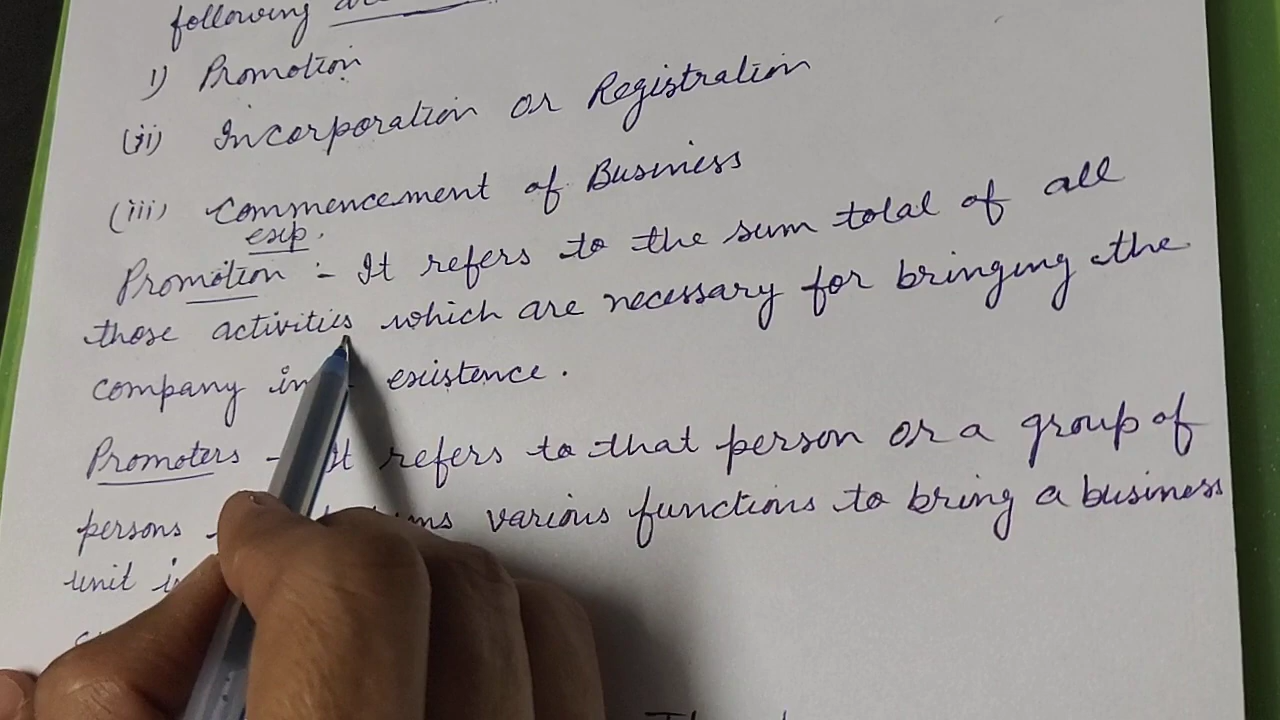 following
1) Promotion
(ii) Incorporation or Registration
(iii) Commencement of Business
esep.
Promotion :- It refers to the sum total of all
those activities which are necessary for bringing the
company in existence.
Promoters - It refers to that person or a group of
persons various functions to bring a business
unit